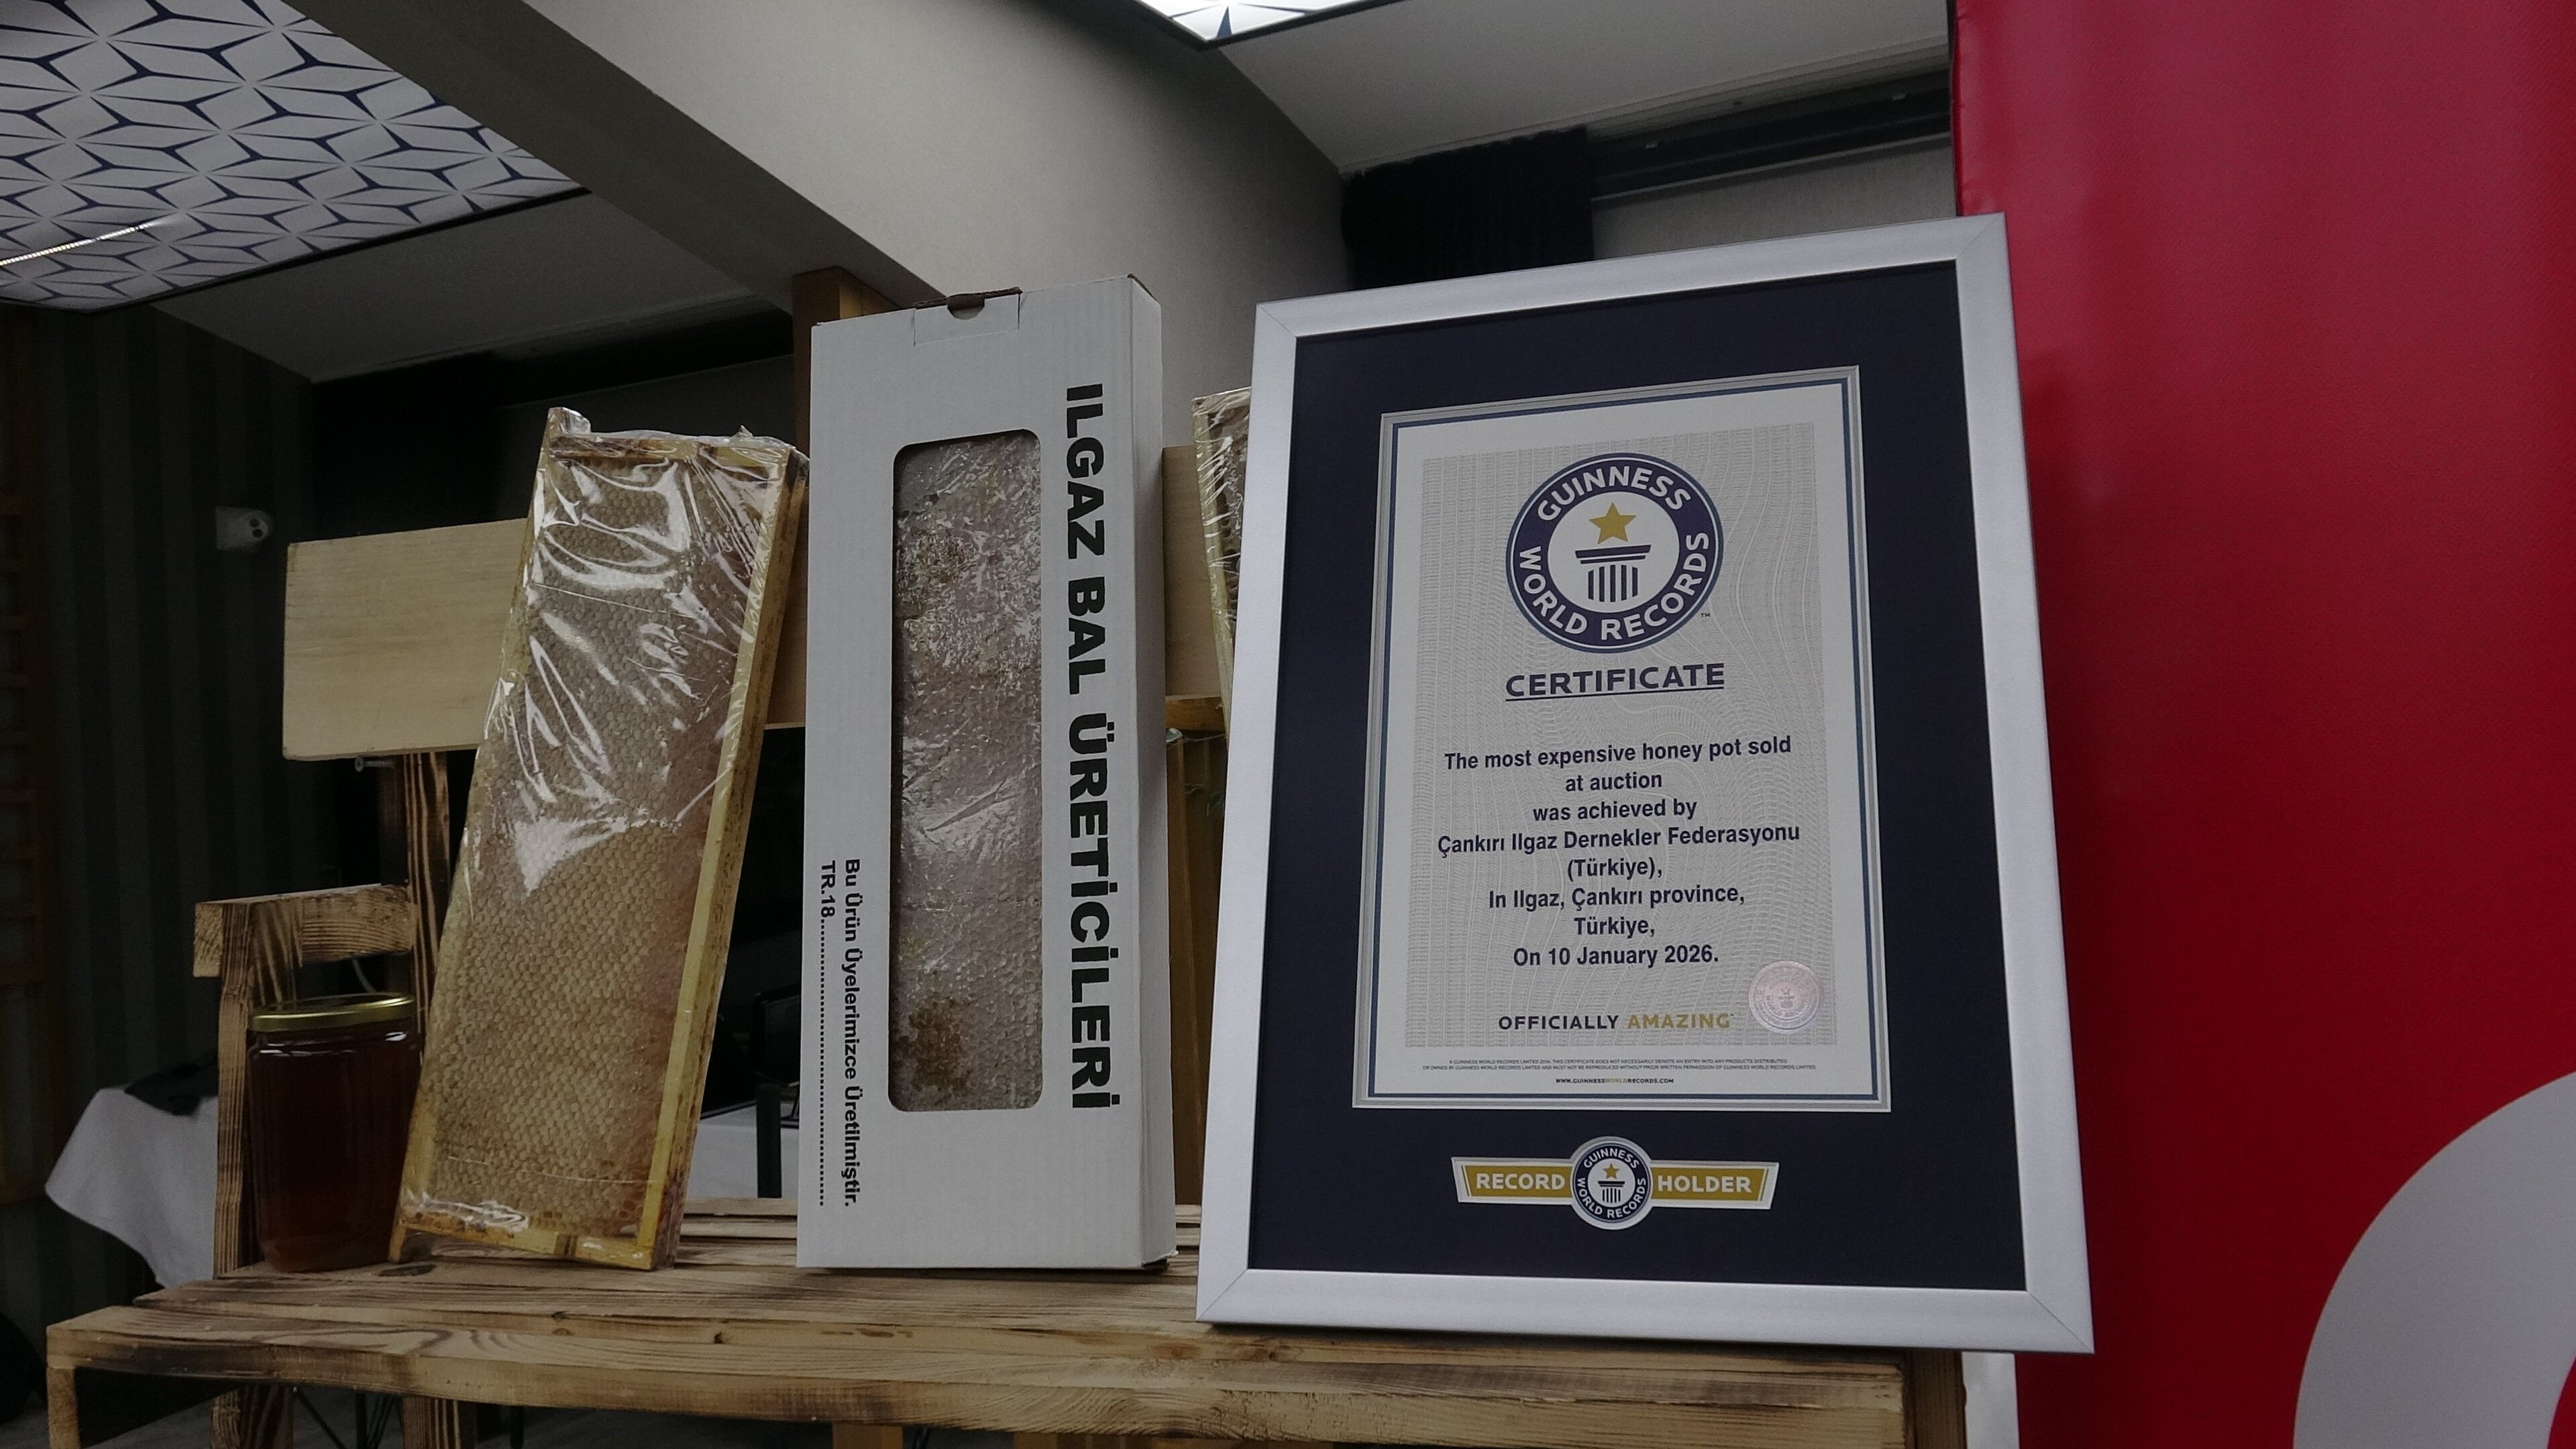 ILGAZ BAL ÜRETİCİLERİ
Bu Ürün Üyelerimizce Üretilmiştir.
TR.18
GUINNESS
WORLD RECORDS
TM
CERTIFICATE
The most expensive honey pot sold
at auction
was achieved by
Çankırı Ilgaz Dernekler Federasyonu
(Türkiye),
In Ilgaz, Çankırı province,
Türkiye,
On 10 January 2026.
OFFICIALLY AMAZING
WWW.GUINNESSWORLDRECORDS.COM
RECORD
GUINNESS
WORLD RECORDS
HOLDER